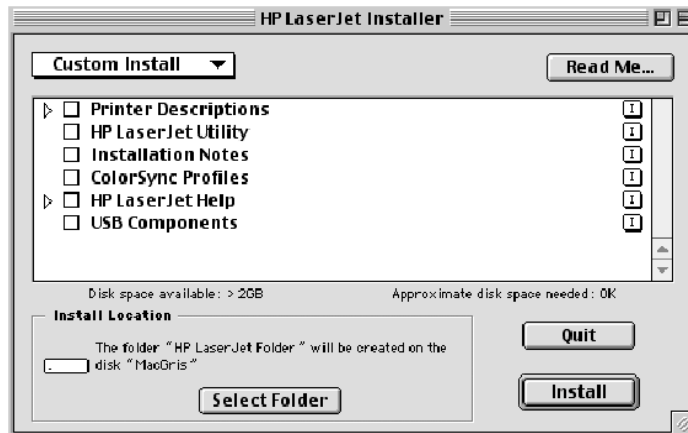 HP LaserJet Installer
Custom Install
Read Me...
Printer Descriptions
HP LaserJet Utility
Installation Notes
ColorSync Profiles
HP LaserJet Help
USB Components
Disk space available: > 2GB Approximate disk space needed: 0K
Install Location
The folder "HP LaserJet Folder" will be created on the
disk "MacGris"
Select Folder
Quit
Install